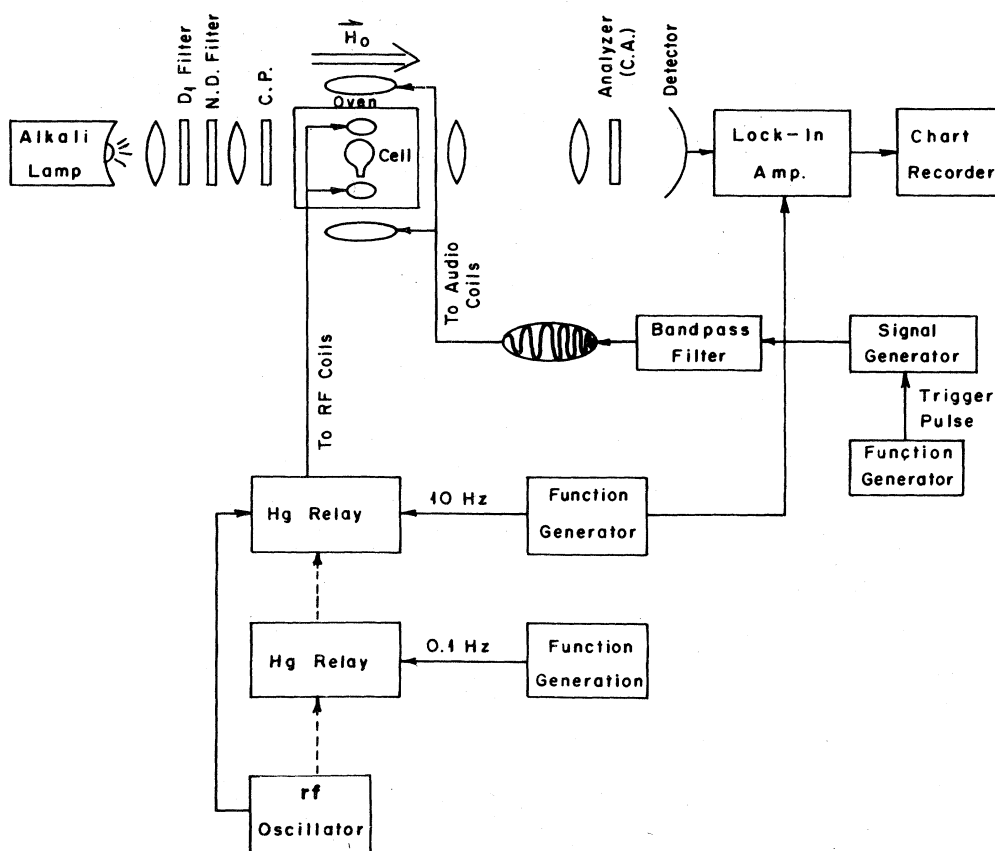 H₀
D₁ Filter
N.D. Filter
C.P.
Analyzer
(C.A.)
Detector
Alkali
Lamp
Oven
Cell
Lock-In
Amp.
Chart
Recorder
To Audio
Coils
Bandpass
Filter
Signal
Generator
Trigger
Pulse
Function
Generator
To RF Coils
Hg Relay
10 Hz
Function
Generator
Hg Relay
0.1 Hz
Function
Generation
rf
Oscillator